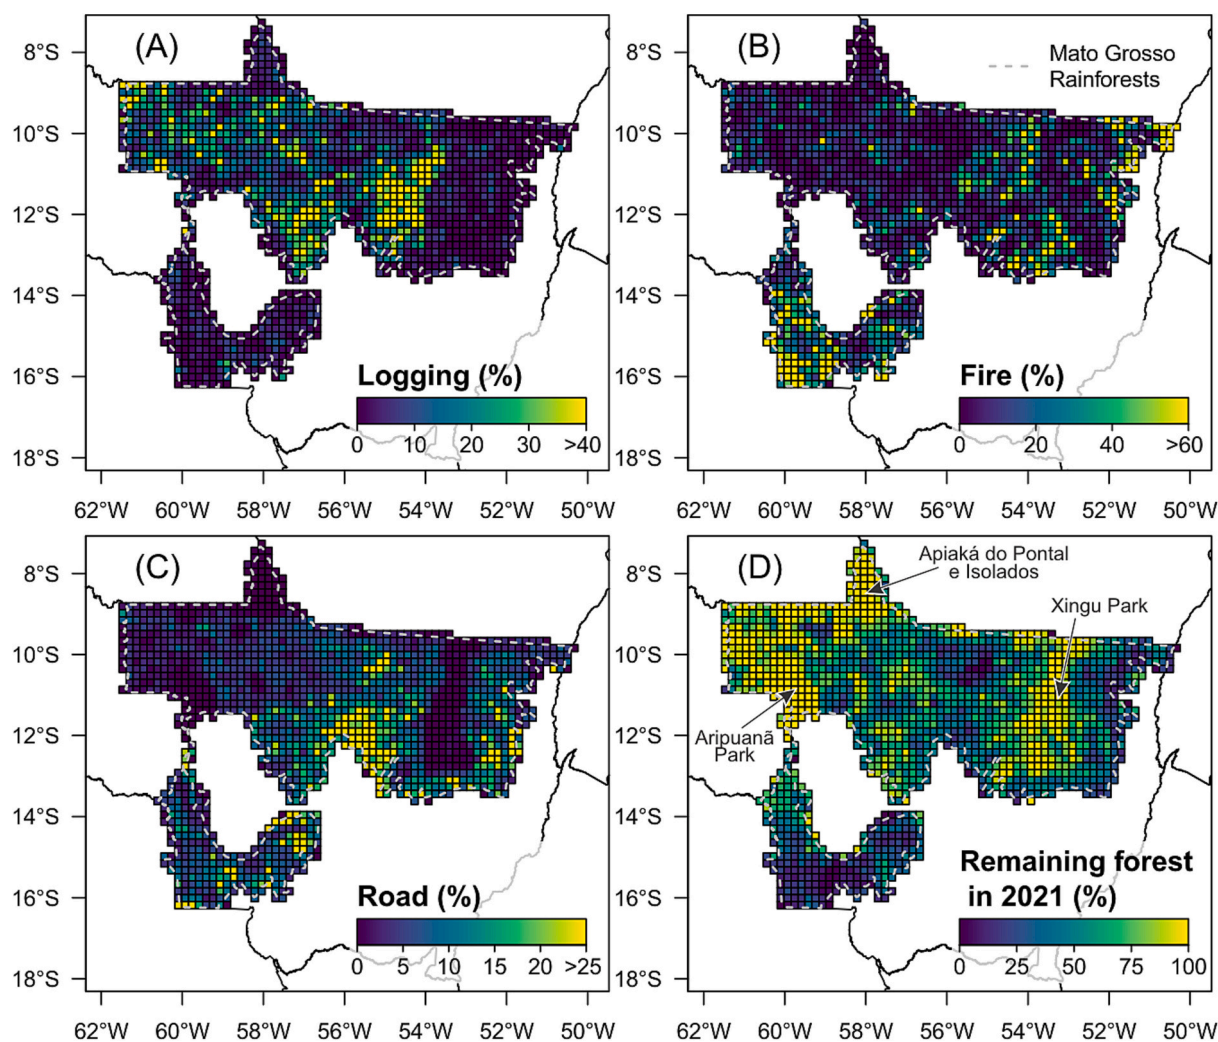 (A)
8°S
10°S
12°S
14°S
16°S
18°S
Logging (%)
0 10 20 30 >40
62°W 60°W 58°W 56°W 54°W 52°W 50°W
(B)
Mato Grosso
Rainforests
8°S
10°S
12°S
14°S
16°S
18°S
Fire (%)
0 20 40 >60
62°W 60°W 58°W 56°W 54°W 52°W 50°W
(C)
8°S
10°S
12°S
14°S
16°S
18°S
Road (%)
0 5 10 15 20 >25
62°W 60°W 58°W 56°W 54°W 52°W 50°W
(D)
Apiaká do Pontal
e Isolados
Xingu Park
Aripuanã
Park
8°S
10°S
12°S
14°S
16°S
18°S
Remaining forest
in 2021 (%)
0 25 50 75 100
62°W 60°W 58°W 56°W 54°W 52°W 50°W